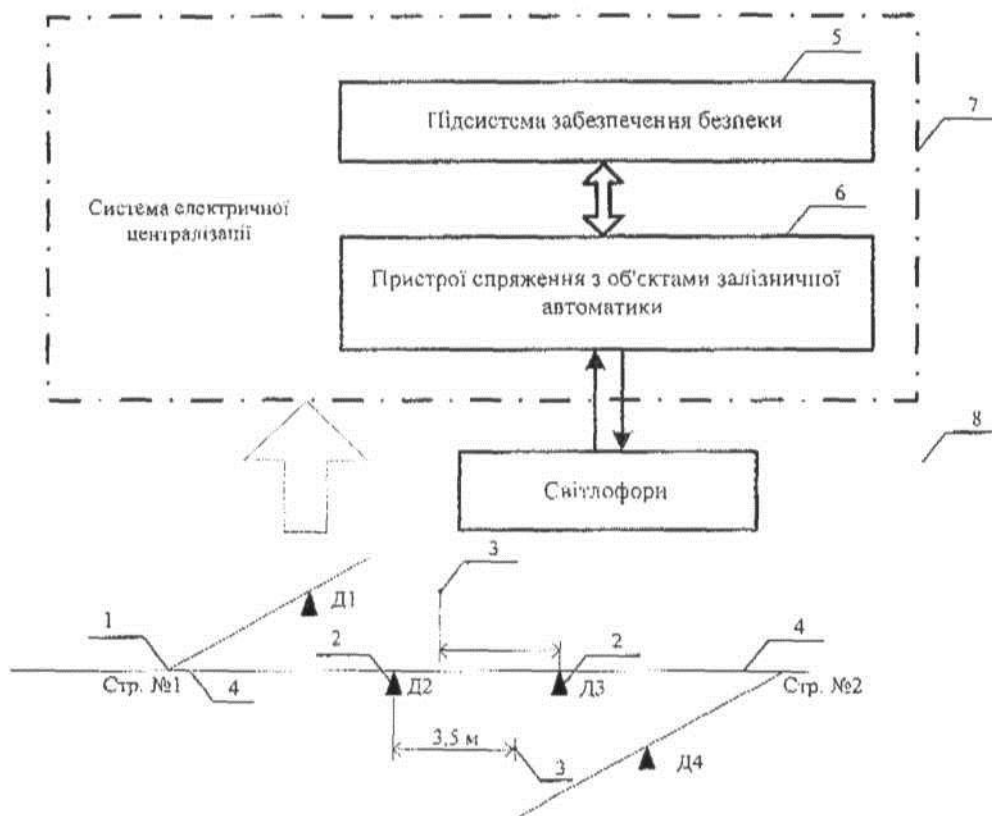 5
Підсистема забезпечення безпеки
7
6
Система електричної
централізації
Пристрої спряження з об'єктами залізничної
автоматики
8
Світлофори
3
Д1
1
2
2
4
Стр. №1
4
Д2
Д3
Стр. №2
3,5 м
3
Д4